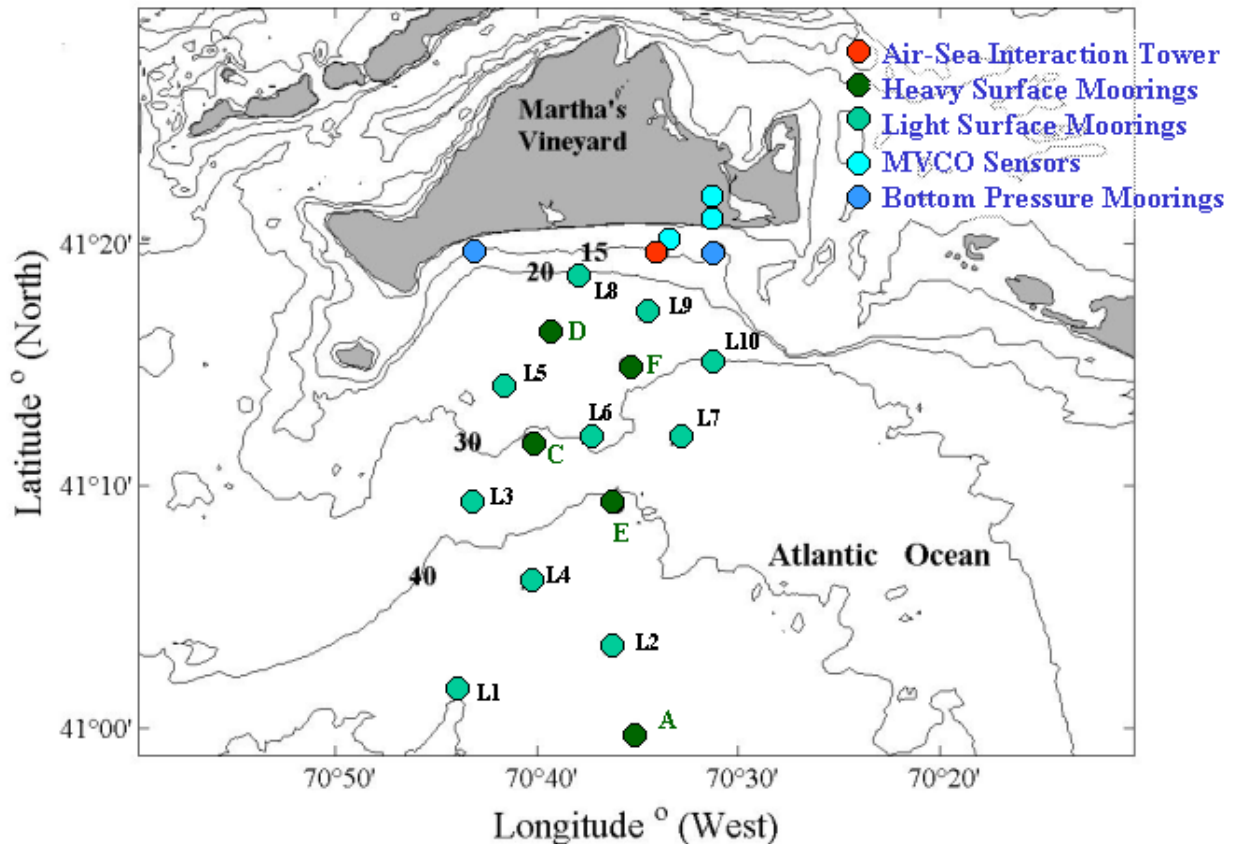 Air-Sea Interaction Tower
Heavy Surface Moorings
Light Surface Moorings
MVCO Sensors
Bottom Pressure Moorings
Martha's
Vineyard
41°20'
15
20
L8
L9
D
L10
F
L5
L6
L7
30
C
41°10'
L3
E
Atlantic Ocean
40
L4
L2
L1
A
41°00'
70°50'
70°40'
70°30'
70°20'
Latitude ° (North)
Longitude ° (West)